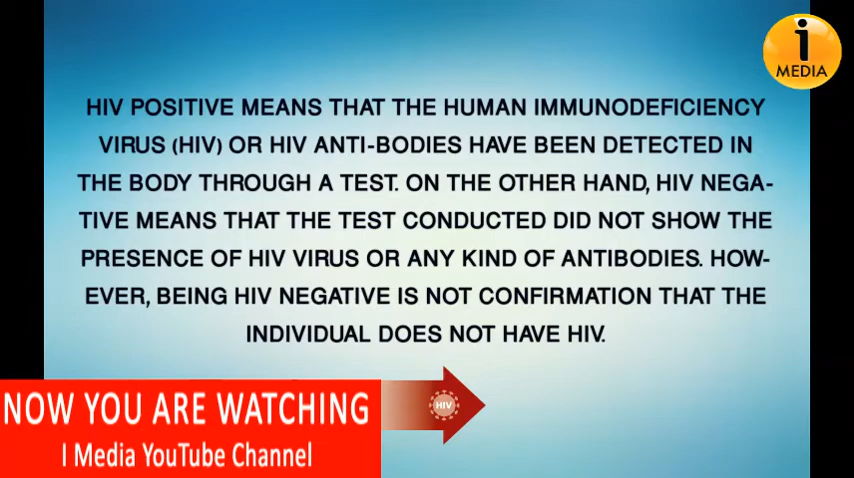 i
MEDIA
HIV POSITIVE MEANS THAT THE HUMAN IMMUNODEFICIENCY
VIRUS (HIV) OR HIV ANTI-BODIES HAVE BEEN DETECTED IN
THE BODY THROUGH A TEST. ON THE OTHER HAND, HIV NEGA-
TIVE MEANS THAT THE TEST CONDUCTED DID NOT SHOW THE
PRESENCE OF HIV VIRUS OR ANY KIND OF ANTIBODIES. HOW-
EVER, BEING HIV NEGATIVE IS NOT CONFIRMATION THAT THE
INDIVIDUAL DOES NOT HAVE HIV.
NOW YOU ARE WATCHING
I Media YouTube Channel
HIV